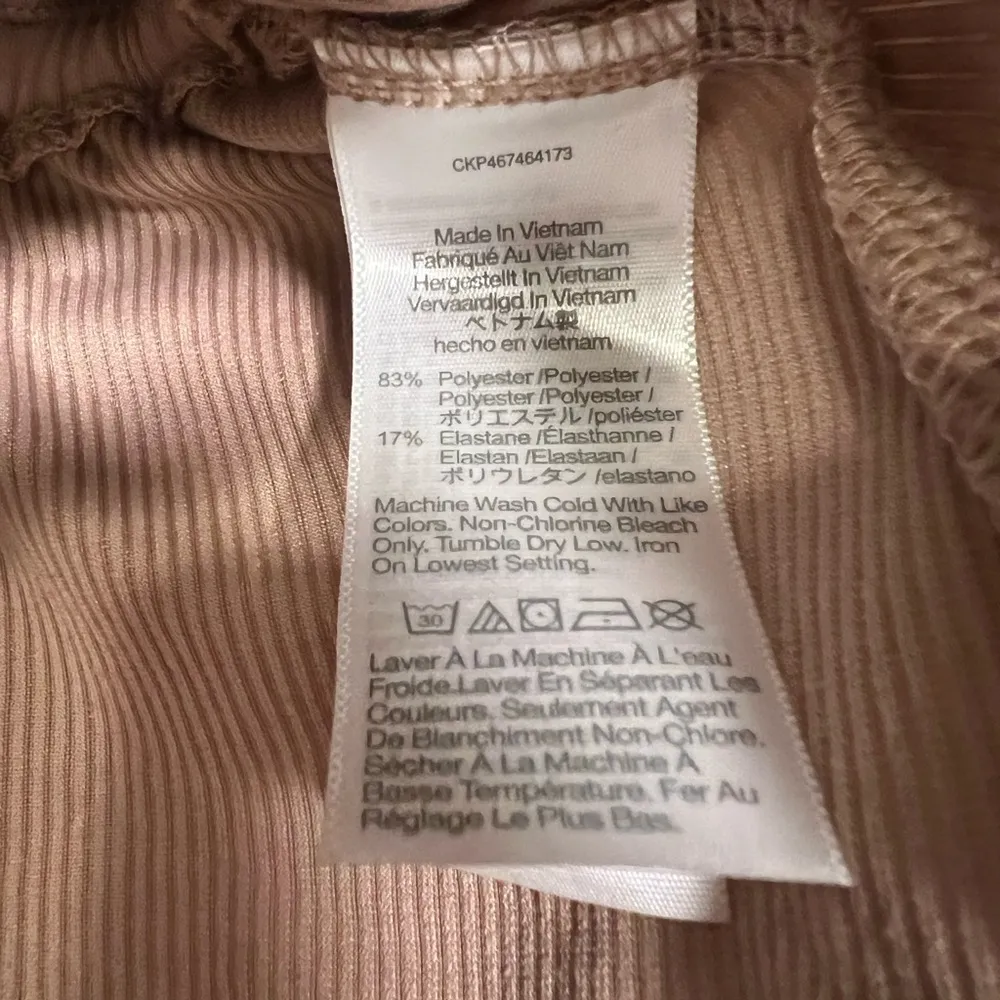 CKP467464173
Made In Vietnam
Fabriqué Au Việt Nam
Hergestellt In Vietnam
Vervaardigd In Vietnam
ベトナム製
hecho en vietnam
83% Polyester /Polyester /
Polyester /Polyester /
ポリエステル /poliéster
17% Elastane /Élasthanne /
Elastan /Elastaan /
ポリウレタン /elastano
Machine Wash Cold With Like
Colors. Non-Chlorine Bleach
Only. Tumble Dry Low. Iron
On Lowest Setting.
30
Laver À La Machine À L'eau
Froide.Laver En Séparant Les
Couleurs. Seulement Agent
De Blanchiment Non-Chlore.
Sécher À La Machine À
Basse Température. Fer Au
Réglage Le Plus Bas.